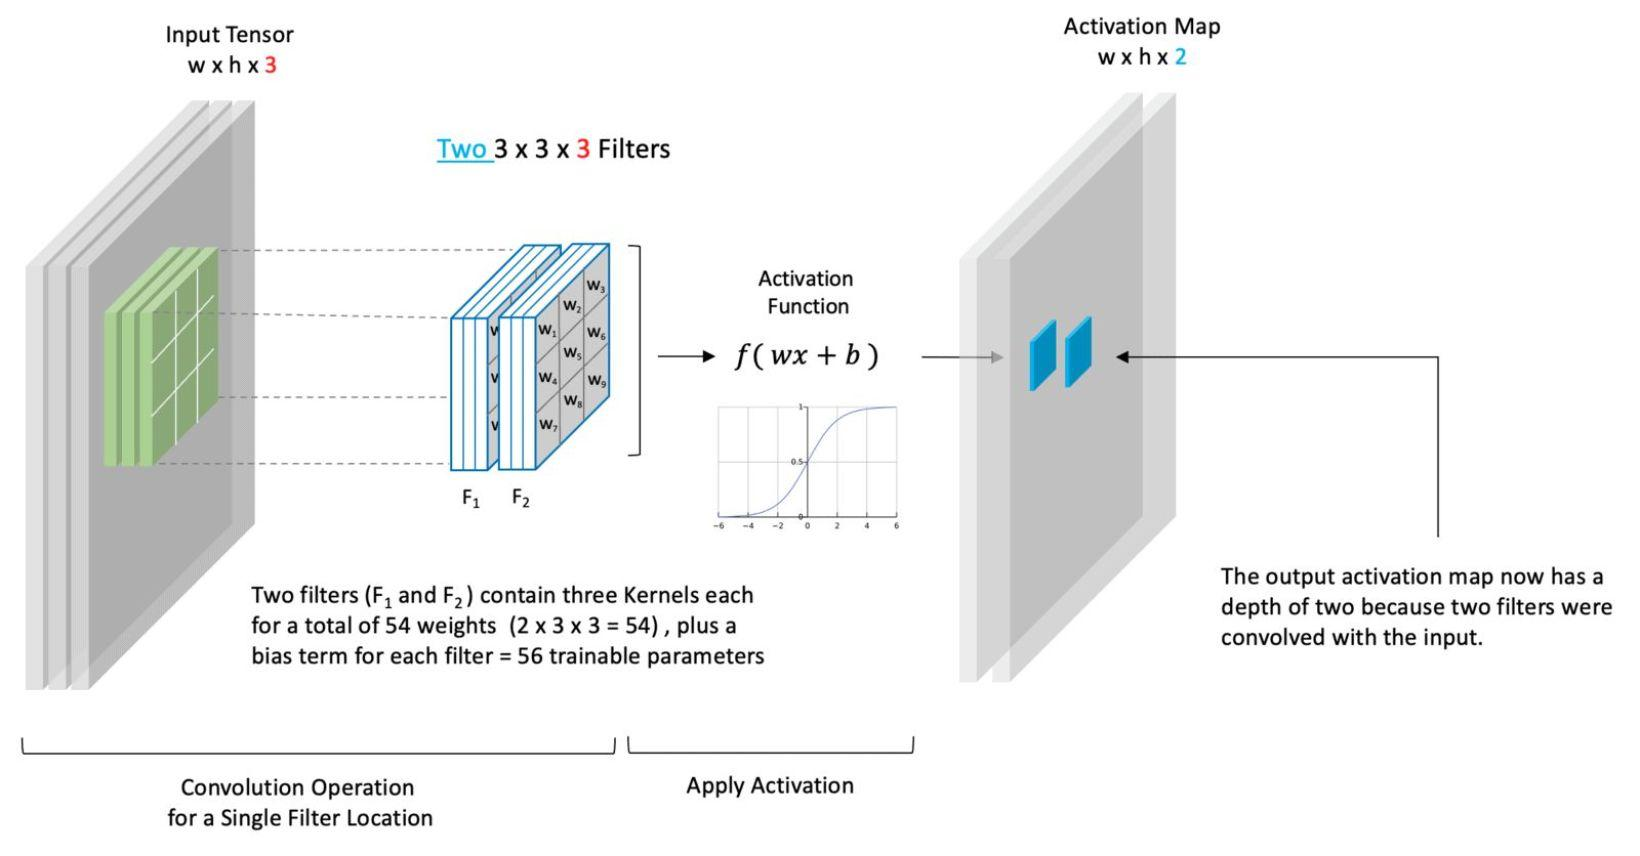 Input Tensor
w x h x 3
Activation Map
w x h x 2
Two 3 x 3 x 3 Filters
W
W
W
W₁
W₂
W₃
W₄
W₅
W₆
W₇
W₈
W₉
F₁
F₂
Activation
Function
f( wx + b )
1
0.5
0
-6 -4 -2 0 2 4 6
Two filters (F₁ and F₂) contain three Kernels each
for a total of 54 weights (2 x 3 x 3 = 54) , plus a
bias term for each filter = 56 trainable parameters
The output activation map now has a
depth of two because two filters were
convolved with the input.
Convolution Operation
for a Single Filter Location
Apply Activation